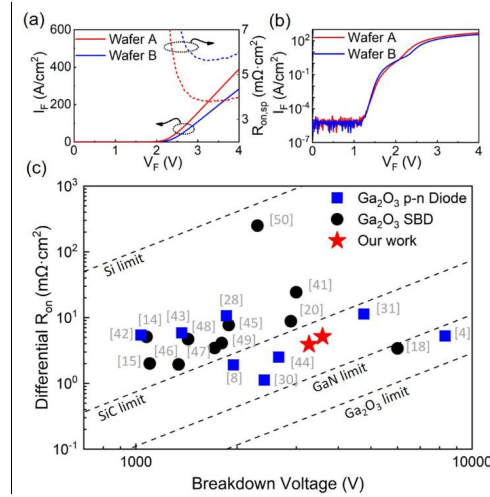 (a)
600
400
200
0
I_F (A/cm²)
Wafer A
Wafer B
7
6
5
4
3
R_on,sp (mΩ·cm²)
0 1 2 3 4
V_F (V)
(b)
10⁵
10²
10⁻¹
10⁻⁴
10⁻⁷
I_F (A/cm²)
Wafer A
Wafer B
0 1 2 3 4
V_F (V)
(c)
10³
10²
10¹
10⁰
10⁻¹
Differential R_on (mΩ·cm²)
Ga₂O₃ p-n Diode
Ga₂O₃ SBD
Our work
Si limit
[50]
[41]
[28]
[31]
[43]
[14]
[42]
[48]
[45]
[20]
[4]
[49]
[46]
[47]
[15]
[44]
[18]
[8]
[30]
SiC limit
GaN limit
Ga₂O₃ limit
1000 10000
Breakdown Voltage (V)